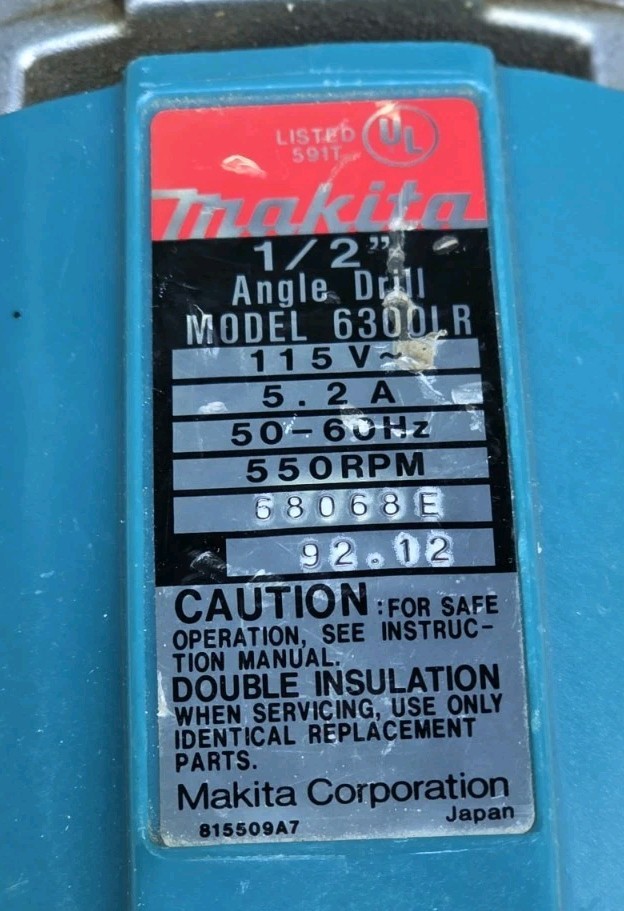 LISTED UL
591T
makita
1/2"
Angle Drill
MODEL 6300LR
115V~
5.2A
50-60Hz
550RPM
68068E
92.12
CAUTION :FOR SAFE
OPERATION, SEE INSTRUC-
TION MANUAL.
DOUBLE INSULATION
WHEN SERVICING, USE ONLY
IDENTICAL REPLACEMENT
PARTS.
Makita Corporation
815509A7 Japan